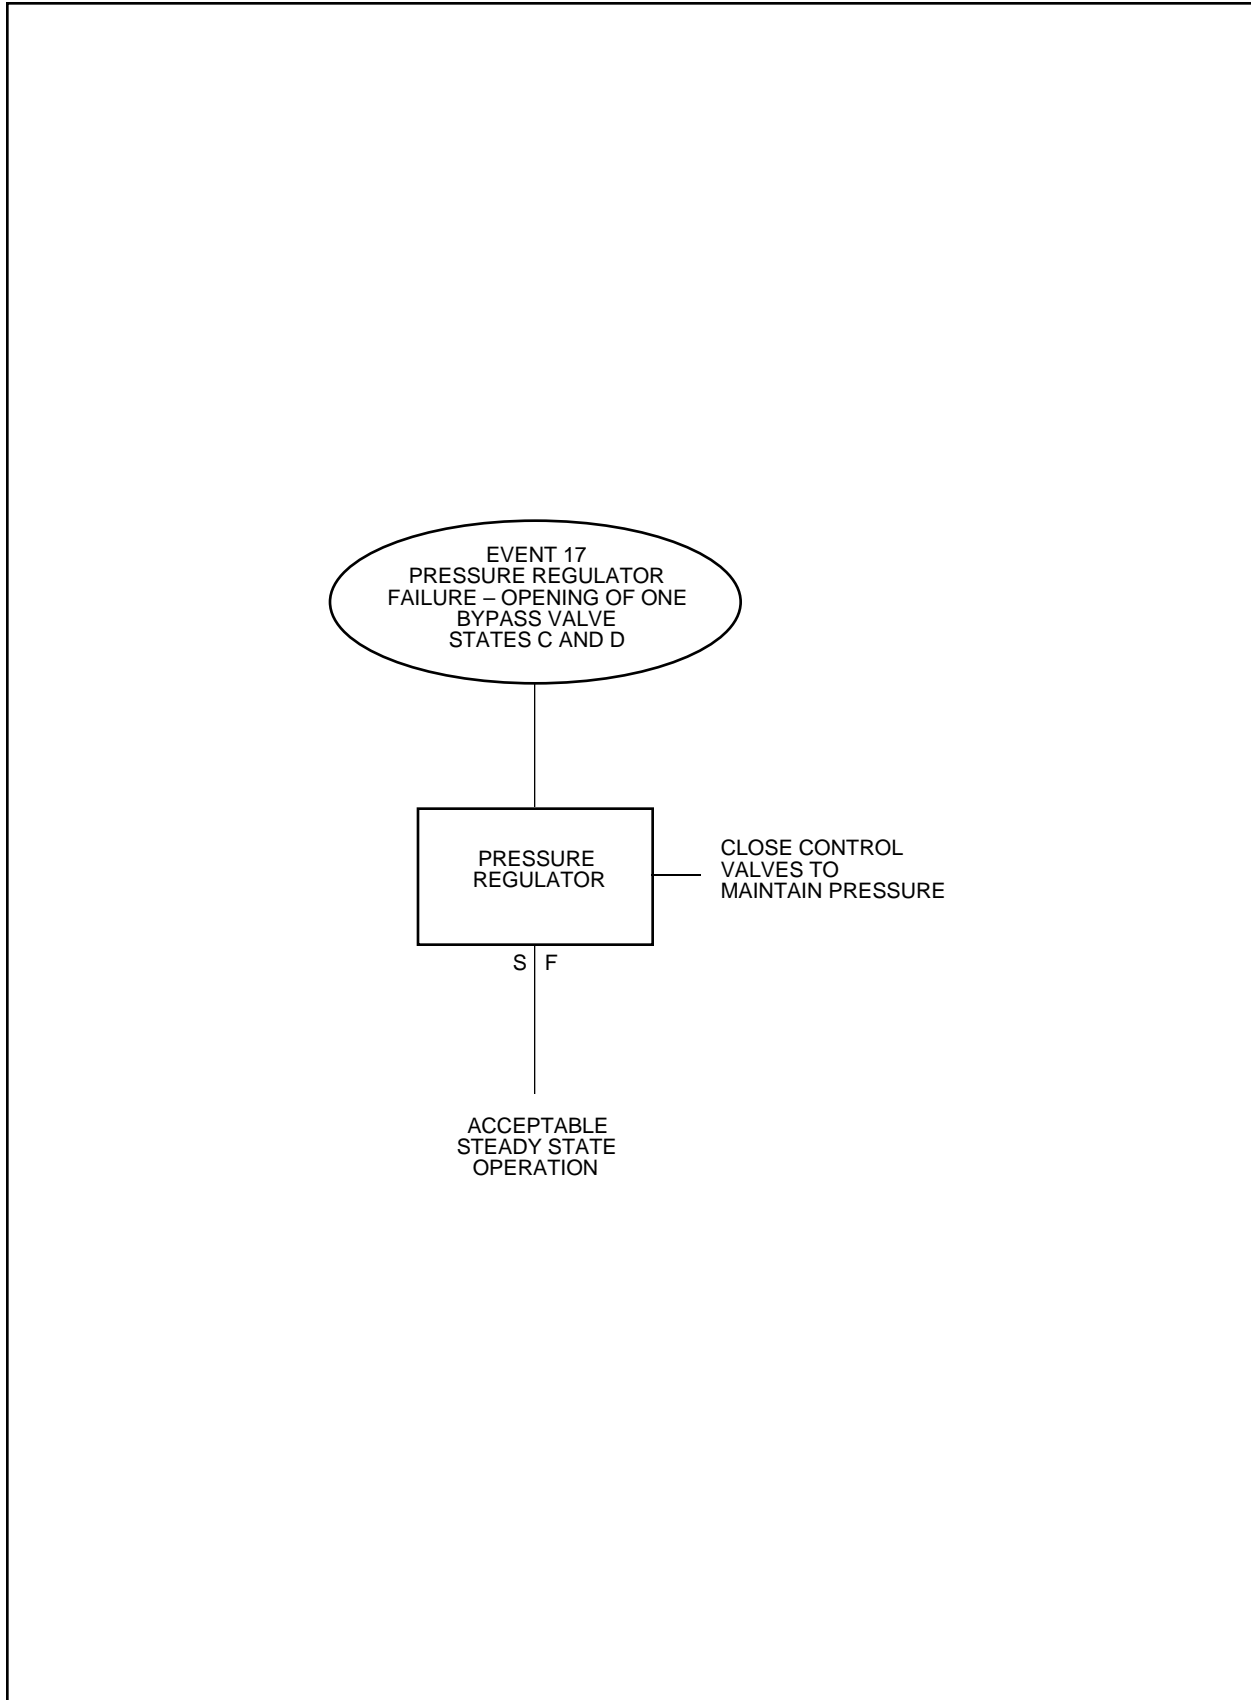 EVENT 17
PRESSURE REGULATOR
FAILURE – OPENING OF ONE
BYPASS VALVE
STATES C AND D
PRESSURE
REGULATOR
CLOSE CONTROL
VALVES TO
MAINTAIN PRESSURE
S F
ACCEPTABLE
STEADY STATE
OPERATION